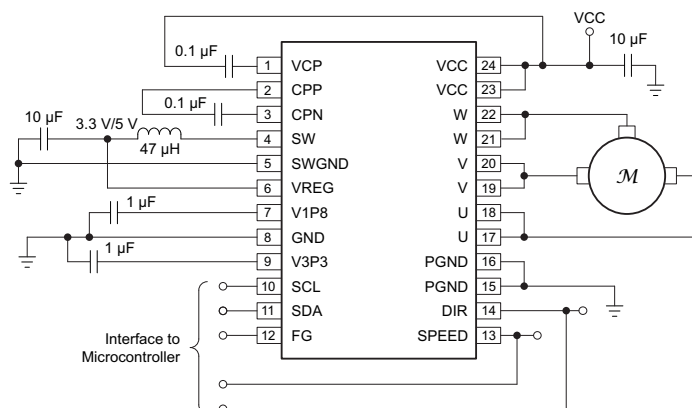 VCC
10 µF
0.1 µF
1 VCP VCC 24
2 CPP VCC 23
0.1 µF
3 CPN W 22
10 µF
3.3 V/5 V
47 µH
4 SW W 21
5 SWGND V 20
6 VREG V 19
M
1 µF
7 V1P8 U 18
8 GND U 17
1 µF
9 V3P3 PGND 16
10 SCL PGND 15
11 SDA DIR 14
12 FG SPEED 13
Interface to
Microcontroller